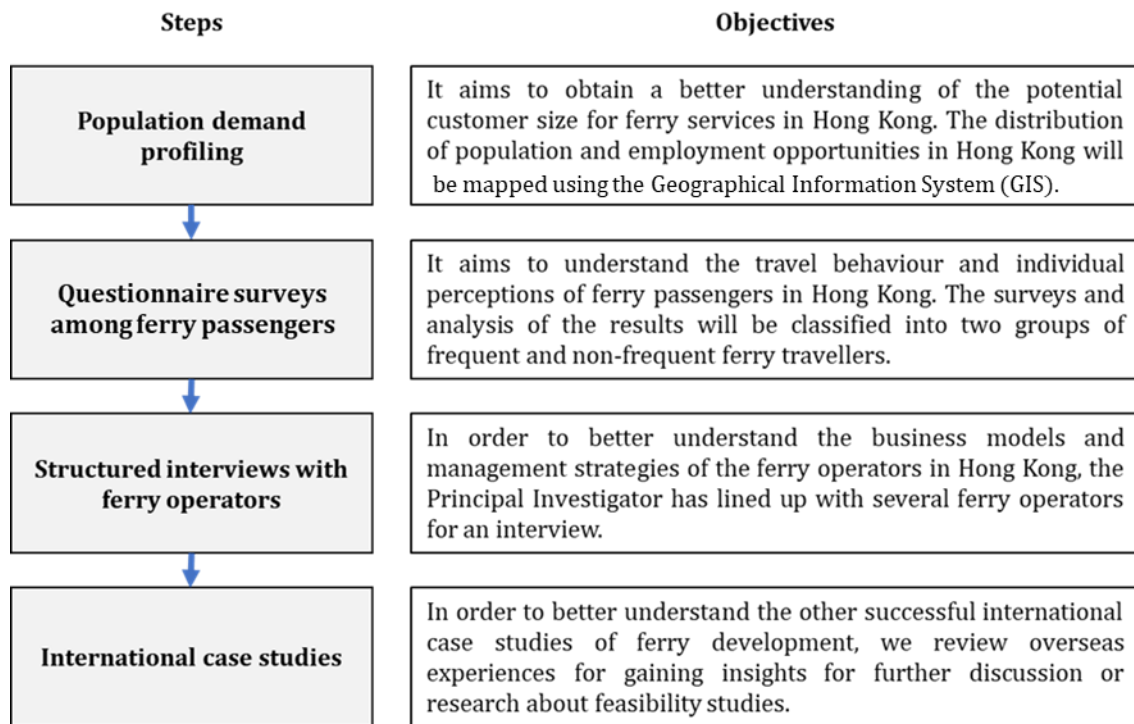 Steps
Objectives
Population demand
profiling
It aims to obtain a better understanding of the potential
customer size for ferry services in Hong Kong. The distribution
of population and employment opportunities in Hong Kong will
be mapped using the Geographical Information System (GIS).
Questionnaire surveys
among ferry passengers
It aims to understand the travel behaviour and individual
perceptions of ferry passengers in Hong Kong. The surveys and
analysis of the results will be classified into two groups of
frequent and non-frequent ferry travellers.
Structured interviews with
ferry operators
In order to better understand the business models and
management strategies of the ferry operators in Hong Kong, the
Principal Investigator has lined up with several ferry operators
for an interview.
International case studies
In order to better understand the other successful international
case studies of ferry development, we review overseas
experiences for gaining insights for further discussion or
research about feasibility studies.